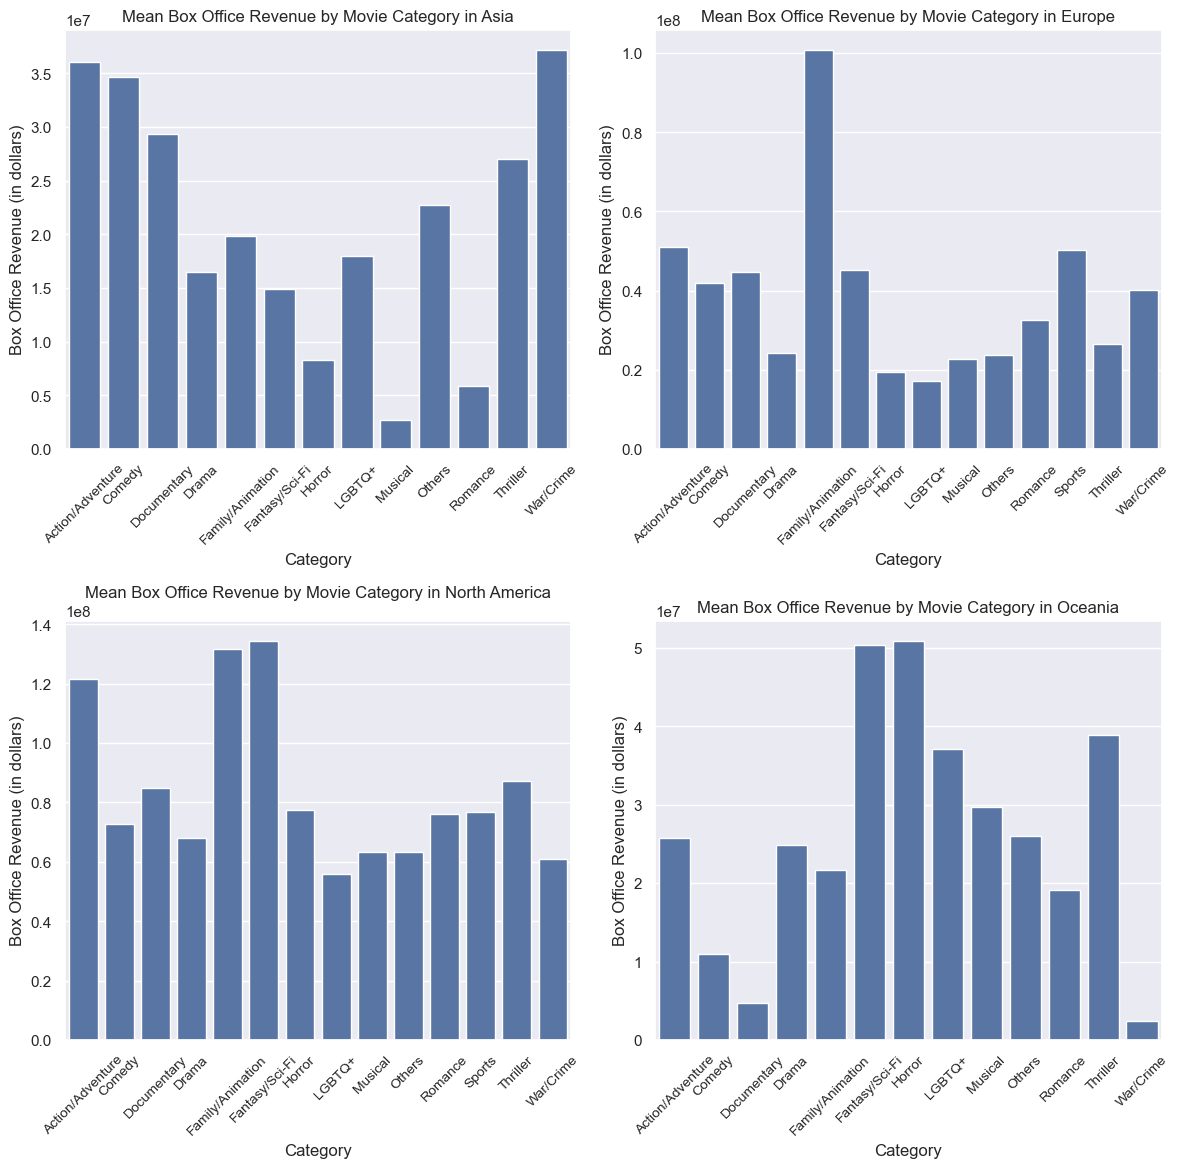 Mean Box Office Revenue by Movie Category in Asia
1e7
3.5
3.0
2.5
2.0
1.5
1.0
0.5
0.0
Box Office Revenue (in dollars)
Action/Adventure
Comedy
Documentary
Drama
Family/Animation
Fantasy/Sci-Fi
Horror
LGBTQ+
Musical
Others
Romance
Thriller
War/Crime
Category
Mean Box Office Revenue by Movie Category in Europe
1e8
1.0
0.8
0.6
0.4
0.2
0.0
Box Office Revenue (in dollars)
Action/Adventure
Comedy
Documentary
Drama
Family/Animation
Fantasy/Sci-Fi
Horror
LGBTQ+
Musical
Others
Romance
Sports
Thriller
War/Crime
Category
Mean Box Office Revenue by Movie Category in North America
1e8
1.4
1.2
1.0
0.8
0.6
0.4
0.2
0.0
Box Office Revenue (in dollars)
Action/Adventure
Comedy
Documentary
Drama
Family/Animation
Fantasy/Sci-Fi
Horror
LGBTQ+
Musical
Others
Romance
Sports
Thriller
War/Crime
Category
Mean Box Office Revenue by Movie Category in Oceania
1e7
5
4
3
2
1
0
Box Office Revenue (in dollars)
Action/Adventure
Comedy
Documentary
Drama
Family/Animation
Fantasy/Sci-Fi
Horror
LGBTQ+
Musical
Others
Romance
Thriller
War/Crime
Category